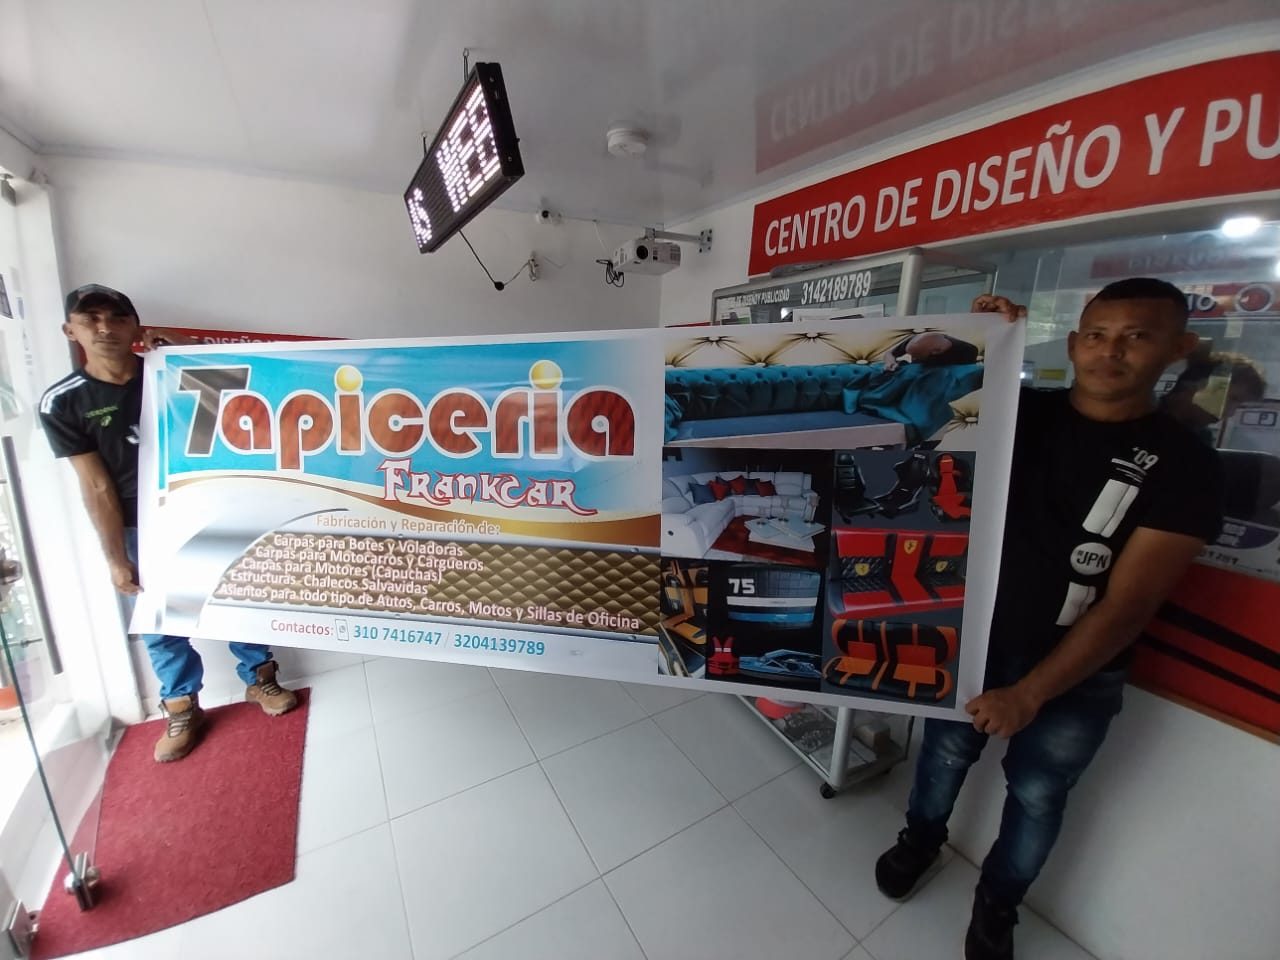 CENTRO DE DISEÑO Y PU
DISEÑO Y PUBLICIDAD
3142189789
Tapiceria
FRANKCAR
Fabricación y Reparación de:
Carpas para Botes y Voladoras
Carpas para Motocarros y Cargueros
Carpas para Motores (Capuchas)
Estructuras Chalecos Salvavidas
Asientos para todo tipo de Autos, Carros, Motos y Sillas de Oficina
Contactos: 310 7416747 / 3204139789
75
09
JPN